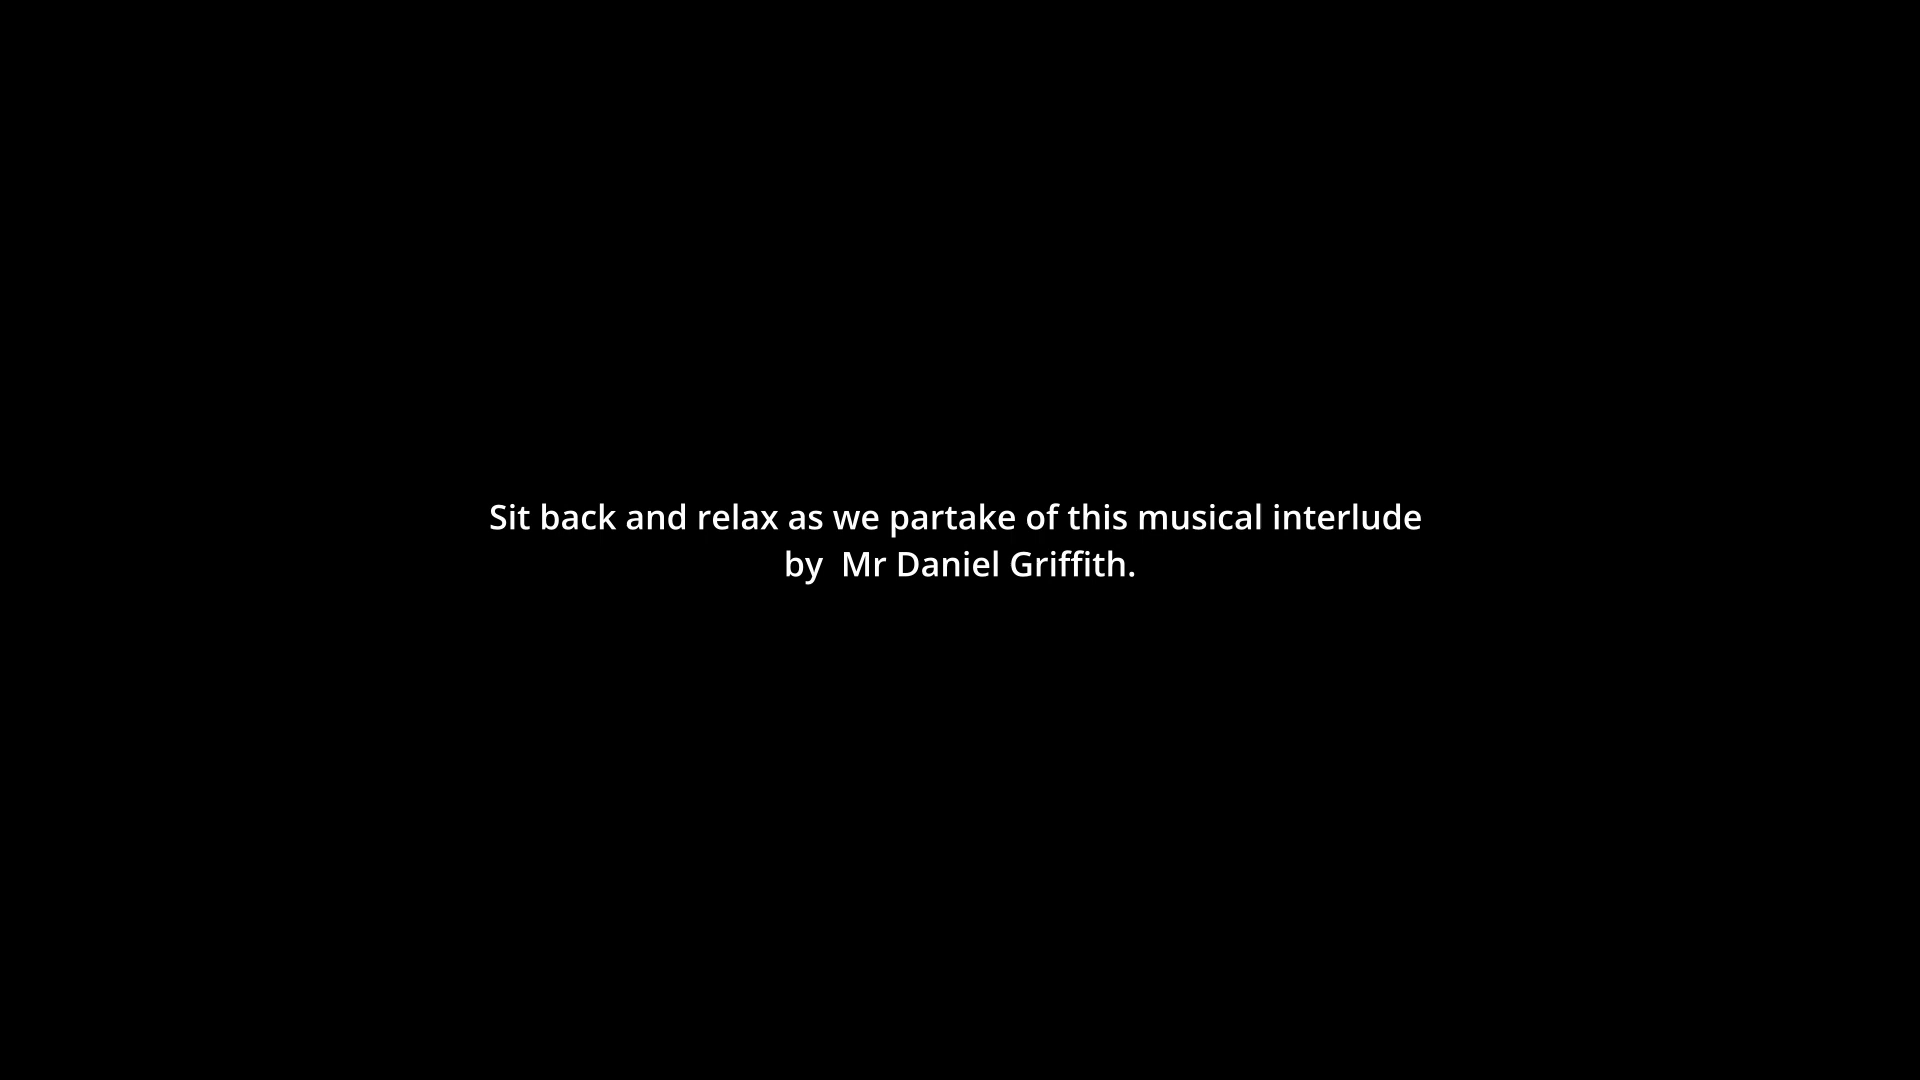 Sit back and relax as we partake of this musical interlude
by  Mr Daniel Griffith.